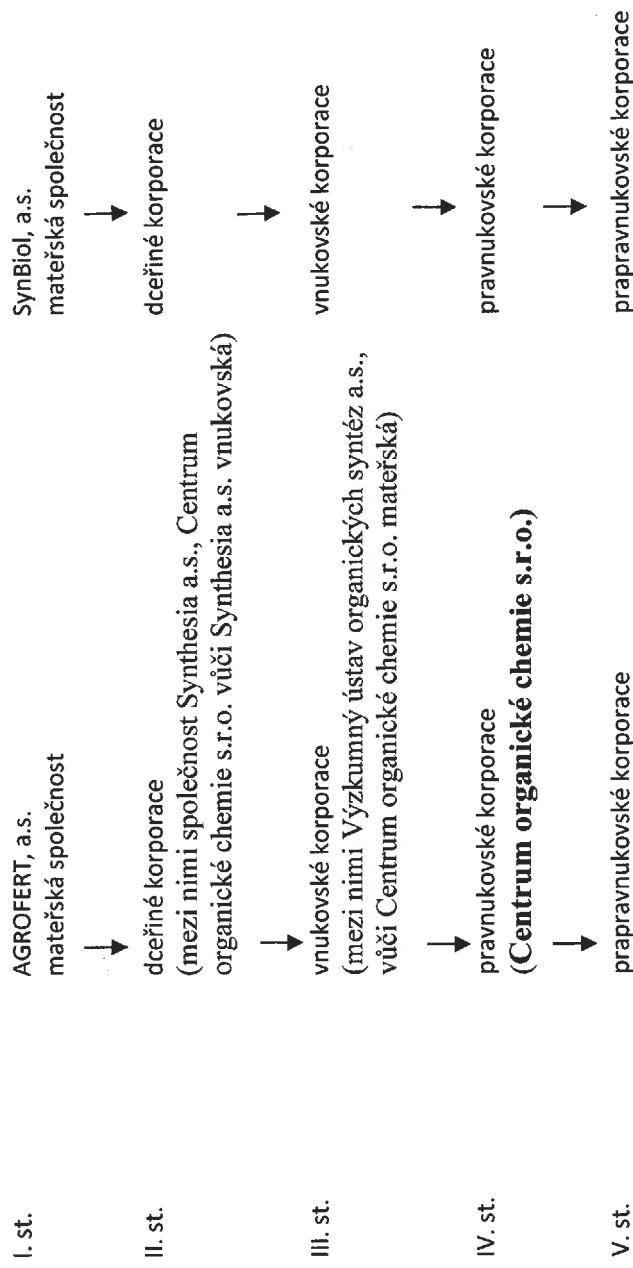 I. st.
AGROFERT, a.s.
mateřská společnost
SynBiol, a.s.
mateřská společnost
II. st.
dceřiné korporace
(mezi nimi společnost Synthesia a.s., Centrum
organické chemie s.r.o. vůči Synthesia a.s. vnukovská)
dceřiné korporace
III. st.
vnukovské korporace
(mezi nimi Výzkumný ústav organických syntéz a.s.,
vůči Centrum organické chemie s.r.o. mateřská)
vnukovské korporace
IV. st.
pravnukovské korporace
(Centrum organické chemie s.r.o.)
pravnukovské korporace
V. st.
prapravnukovské korporace
prapravnukovské korporace